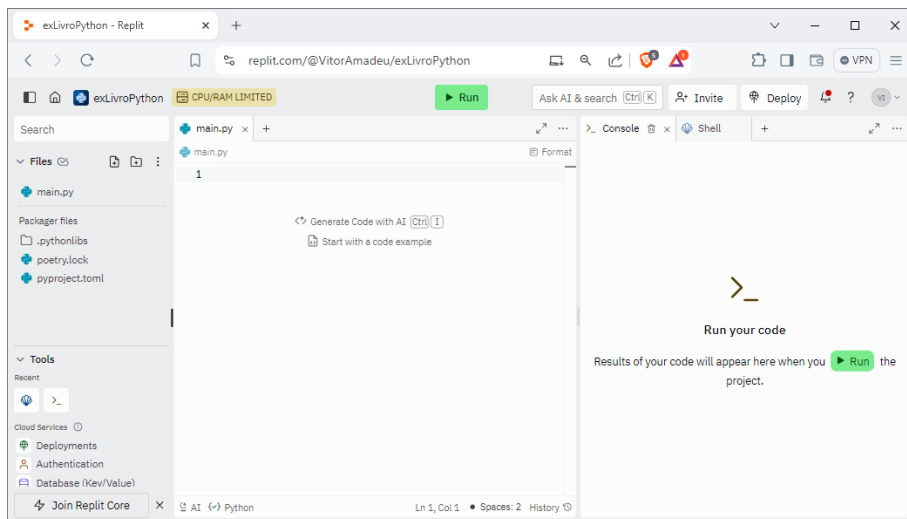 exLivroPython - Replit
replit.com/@VitorAmadeu/exLivroPython
VPN
exLivroPython CPU/RAM LIMITED Run Ask AI & search Ctrl K Invite Deploy ? VI
Search
Files
main.py
Packager files
.pythonlibs
poetry.lock
pyproject.toml
Tools
Recent
Cloud Services
Deployments
Authentication
Database (Key/Value)
Join Replit Core
main.py
main.py Format
1
Generate Code with AI Ctrl I
Start with a code example
AI Python Ln 1, Col 1 Spaces: 2 History
Console Shell
Run your code
Results of your code will appear here when you Run the
project.